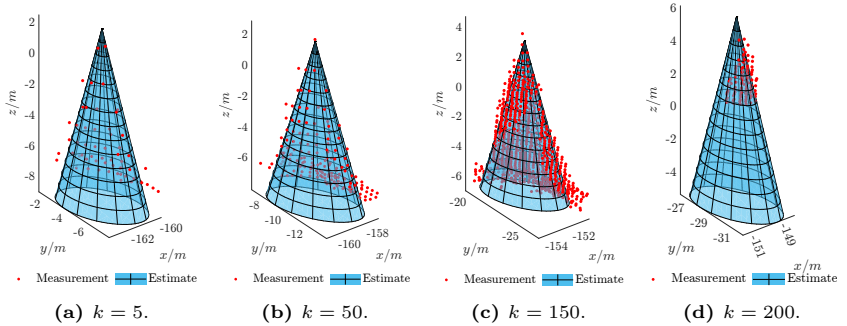 2
0
-2
-4
-6
-8
z/m
-2
-4
-6
y/m
-160
-162
x/m
Measurement Estimate
(a) k = 5.
2
0
-2
-4
-6
z/m
-8
-10
-12
y/m
-158
-160
x/m
Measurement Estimate
(b) k = 50.
4
2
0
-2
-4
-6
z/m
-20
-25
y/m
-152
-154
x/m
Measurement Estimate
(c) k = 150.
6
4
2
0
-2
-4
z/m
-27
-29
-31
y/m
-149
-151
x/m
Measurement Estimate
(d) k = 200.